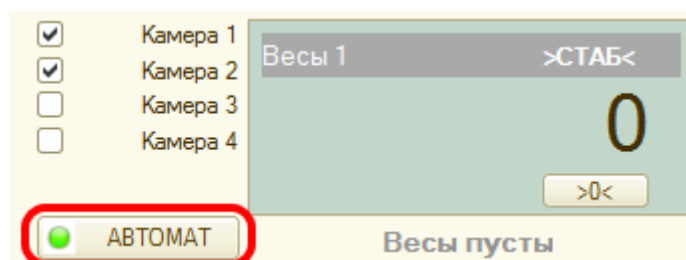 Камера 1
Камера 2
Камера 3
Камера 4
Весы 1 >СТАБ<
0
>0<
АВТОМАТ
Весы пусты